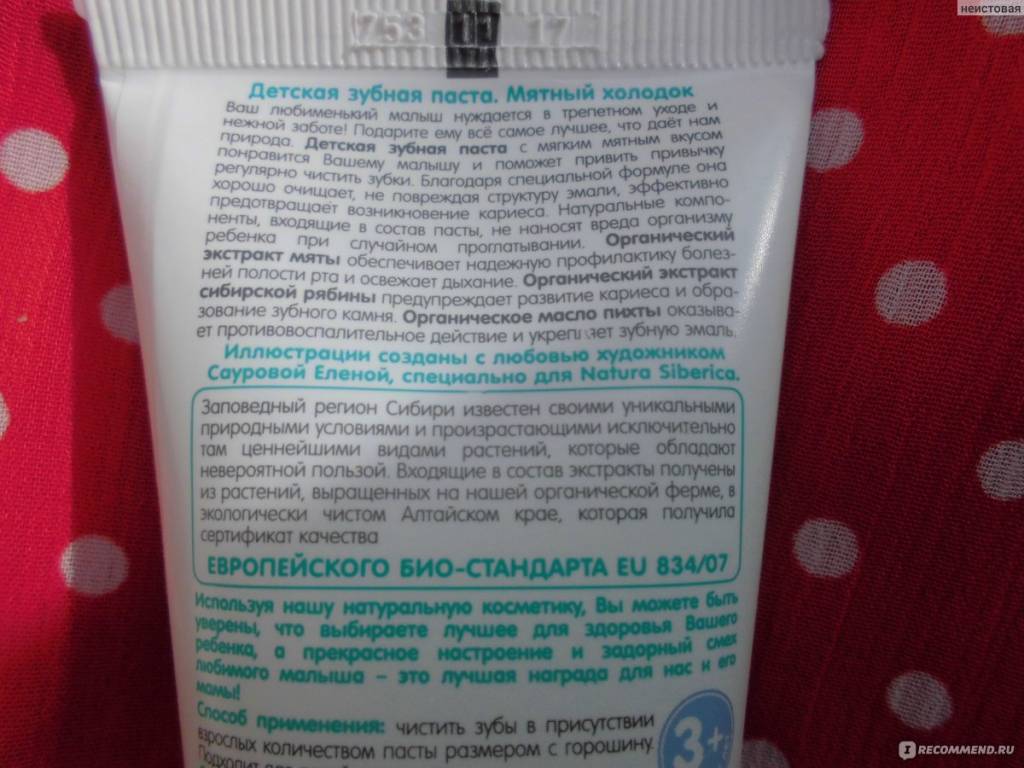 неистовая
753 11 17
Детская зубная паста. Мятный холодок
Ваш любименький малыш нуждается в трепетном уходе и
нежной заботе! Подарите ему всё самое лучшее, что даёт нам
природа. Детская зубная паста с мягким мятным вкусом
понравится Вашему малышу и поможет привить привычку
регулярно чистить зубки. Благодаря специальной формуле она
хорошо очищает, не повреждая структуру эмали, эффективно
предотвращает возникновение кариеса. Натуральные компо-
ненты, входящие в состав пасты, не наносят вреда организму
ребенка при случайном проглатывании. Органический
экстракт мяты обеспечивает надежную профилактику болез-
ней полости рта и освежает дыхание. Органический экстракт
сибирской рябины предупреждает развитие кариеса и обра-
зование зубного камня. Органическое масло пихты оказыва-
ет противовоспалительное действие и укрепляет зубную эмаль.
Иллюстрации созданы с любовью художником
Сауровой Еленой, специально для Natura Siberica.
Заповедный регион Сибири известен своими уникальными
природными условиями и произрастающими исключительно
там ценнейшими видами растений, которые обладают
невероятной пользой. Входящие в состав экстракты получены
из растений, выращенных на нашей органической ферме, в
экологически чистом Алтайском крае, которая получила
сертификат качества
ЕВРОПЕЙСКОГО БИО-СТАНДАРТА EU 834/07
Используя нашу натуральную косметику, Вы можете быть
уверены, что выбираете лучшее для здоровья Вашего
ребенка, а прекрасное настроение и задорный смех
любимого малыша – это лучшая награда для нас и его
мамы!
Способ применения: чистить зубы в присутствии
взрослых количеством пасты размером с горошину.
Подходит для
3+
IRECOMMEND.RU